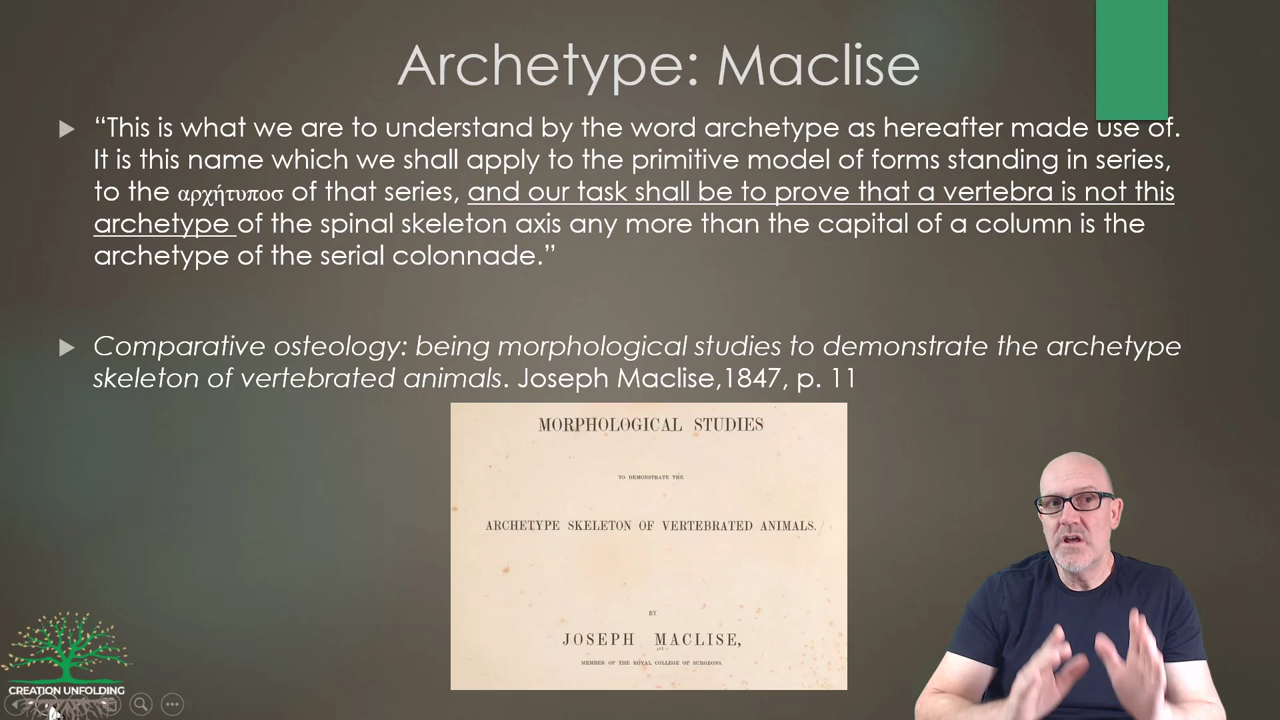 Archetype: Maclise
“This is what we are to understand by the word archetype as hereafter made use of.
It is this name which we shall apply to the primitive model of forms standing in series,
to the αρχήτυποσ of that series, and our task shall be to prove that a vertebra is not this
archetype of the spinal skeleton axis any more than the capital of a column is the
archetype of the serial colonnade.”
Comparative osteology: being morphological studies to demonstrate the archetype
skeleton of vertebrated animals. Joseph Maclise,1847, p. 11
MORPHOLOGICAL STUDIES
TO DEMONSTRATE THE
ARCHETYPE SKELETON OF VERTEBRATED ANIMALS.
BY
JOSEPH MACLISE,
MEMBER OF THE ROYAL COLLEGE OF SURGEONS.
CREATION UNFOLDING